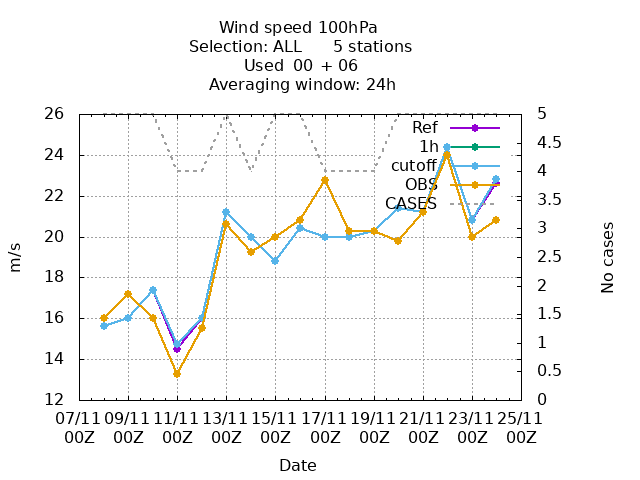 Wind speed 100hPa
Selection: ALL 5 stations
Used 00 + 06
Averaging window: 24h
26
24
22
20
18
16
14
12
m/s
5
4.5
4
3.5
3
2.5
2
1.5
1
0.5
0
No cases
Ref
1h
cutoff
OBS
CASES
07/11 09/11 11/11 13/11 15/11 17/11 19/11 21/11 23/11 25/11
00Z 00Z 00Z 00Z 00Z 00Z 00Z 00Z 00Z 00Z
Date